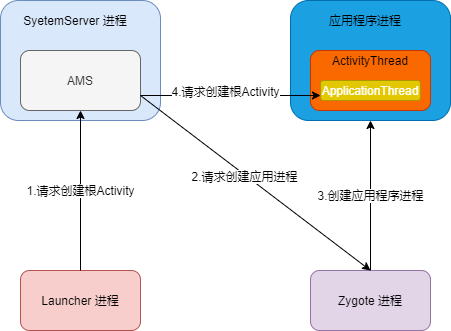 SyetemServer 进程
应用程序进程
AMS
ActivityThread
ApplicationThread
4.请求创建根Activity
2.请求创建应用进程
1.请求创建根Activity
3.创建应用程序进程
Launcher 进程
Zygote 进程